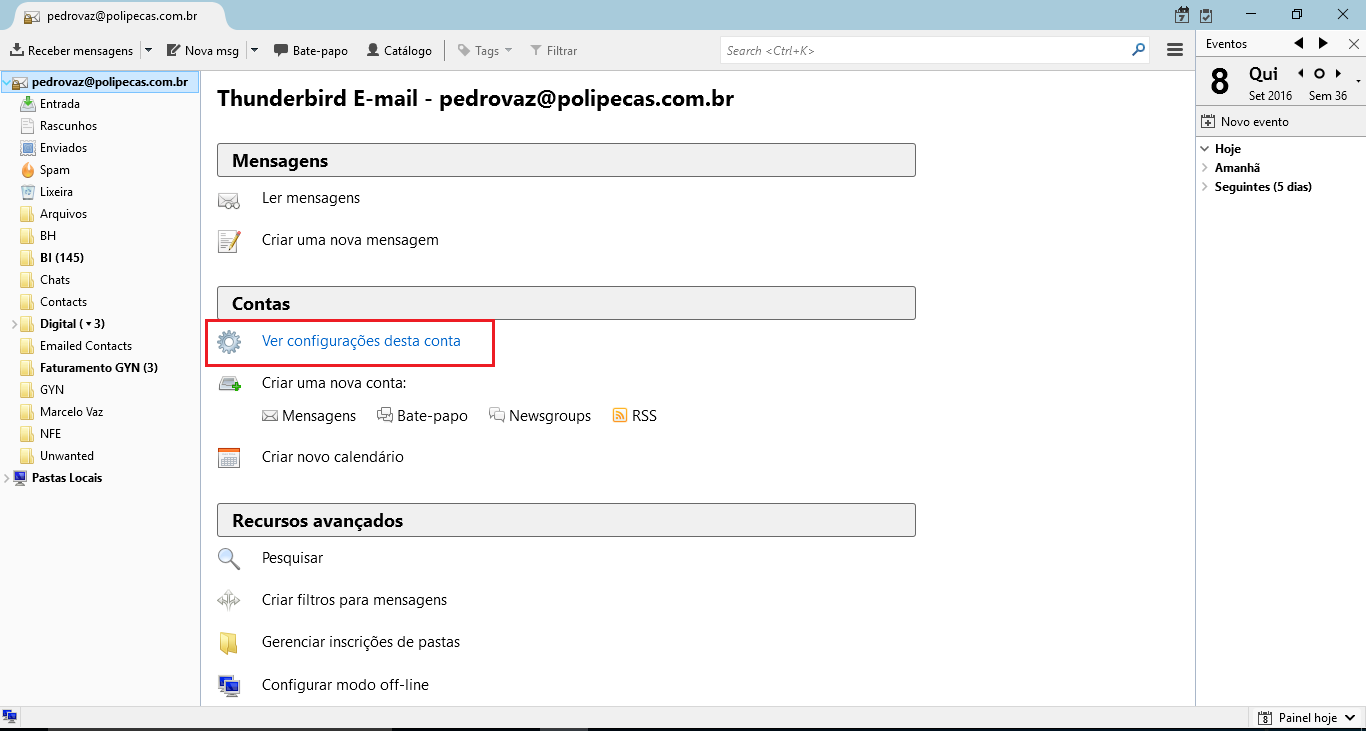 pedrovaz@polipecas.com.br
Receber mensagens
Nova msg
Bate-papo
Catálogo
Tags
Filtrar
Search <Ctrl+K>
pedrovaz@polipecas.com.br
Entrada
Rascunhos
Enviados
Spam
Lixeira
Arquivos
BH
BI (145)
Chats
Contacts
Digital (▾ 3)
Emailed Contacts
Faturamento GYN (3)
GYN
Marcelo Vaz
NFE
Unwanted
Pastas Locais
Thunderbird E-mail - pedrovaz@polipecas.com.br
Mensagens
Ler mensagens
Criar uma nova mensagem
Contas
Ver configurações desta conta
Criar uma nova conta:
Mensagens Bate-papo Newsgroups RSS
Criar novo calendário
Recursos avançados
Pesquisar
Criar filtros para mensagens
Gerenciar inscrições de pastas
Configurar modo off-line
Eventos
8 Qui
Set 2016 Sem 36
Novo evento
Hoje
Amanhã
Seguintes (5 dias)
8 Painel hoje